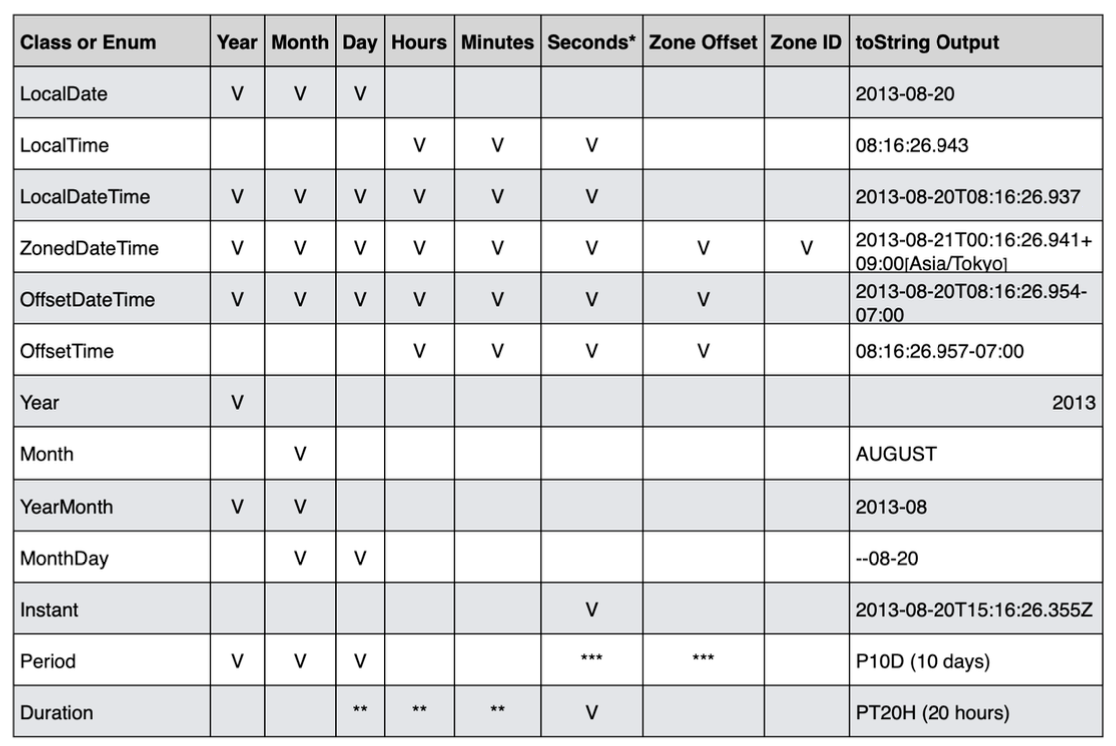 Class or Enum Year Month Day Hours Minutes Seconds* Zone Offset Zone ID toString Output
LocalDate V V V 2013-08-20
LocalTime V V V 08:16:26.943
LocalDateTime V V V V V V 2013-08-20T08:16:26.937
ZonedDateTime V V V V V V V V 2013-08-21T00:16:26.941+
09:00[Asia/Tokyo]
OffsetDateTime V V V V V V V 2013-08-20T08:16:26.954-
07:00
OffsetTime V V V V 08:16:26.957-07:00
Year V 2013
Month V AUGUST
YearMonth V V 2013-08
MonthDay V V --08-20
Instant V 2013-08-20T15:16:26.355Z
Period V V V *** *** P10D (10 days)
Duration ** ** ** V PT20H (20 hours)